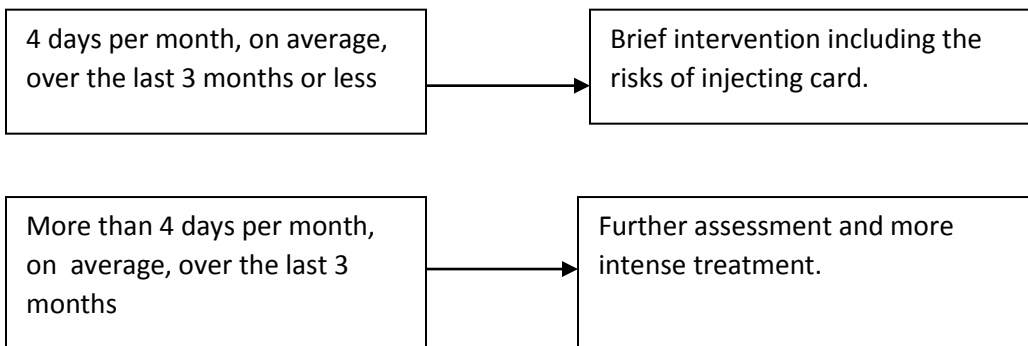 4 days per month, on average,
over the last 3 months or less
Brief intervention including the
risks of injecting card.
More than 4 days per month,
on  average, over the last 3
months
Further assessment and more
intense treatment.